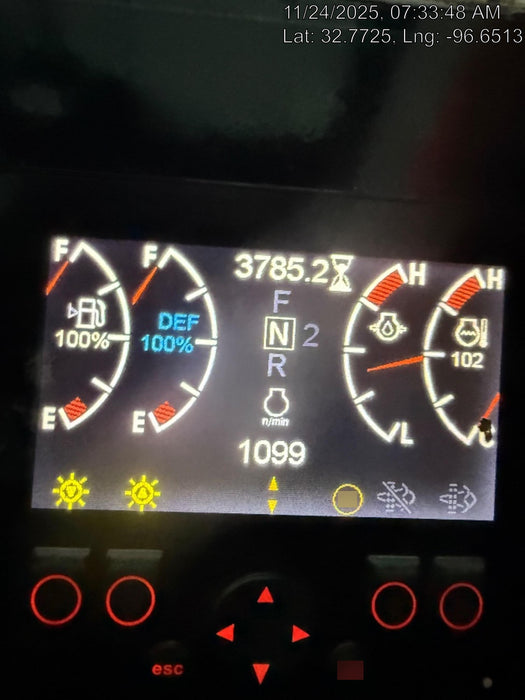 11/24/2025, 07:33:48 AM
Lat: 32.7725, Lng: -96.6513
F
F
3785.2
H
H
F
DEF
100%
100%
N 2
102
R
n/min
E
E
1099
L
esc